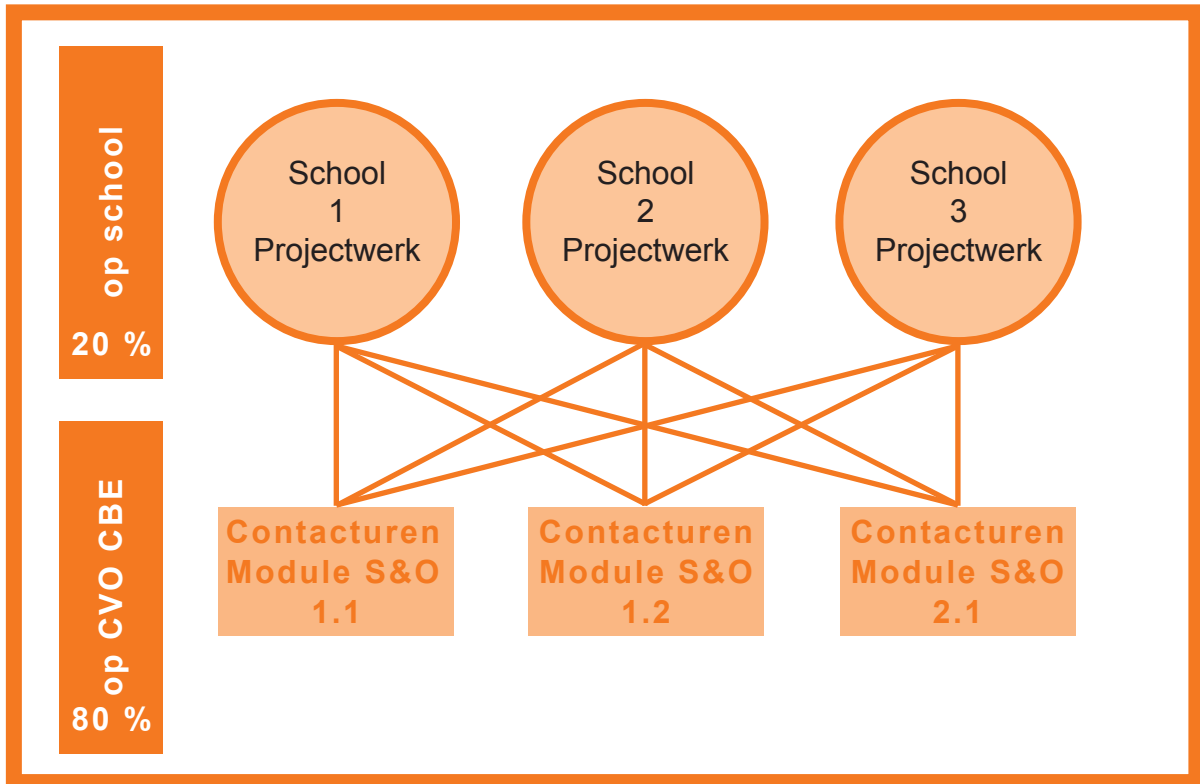 op school
20 %
School
1
Projectwerk
School
2
Projectwerk
School
3
Projectwerk
op CVO CBE
80 %
Contacturen
Module S&O
1.1
Contacturen
Module S&O
1.2
Contacturen
Module S&O
2.1